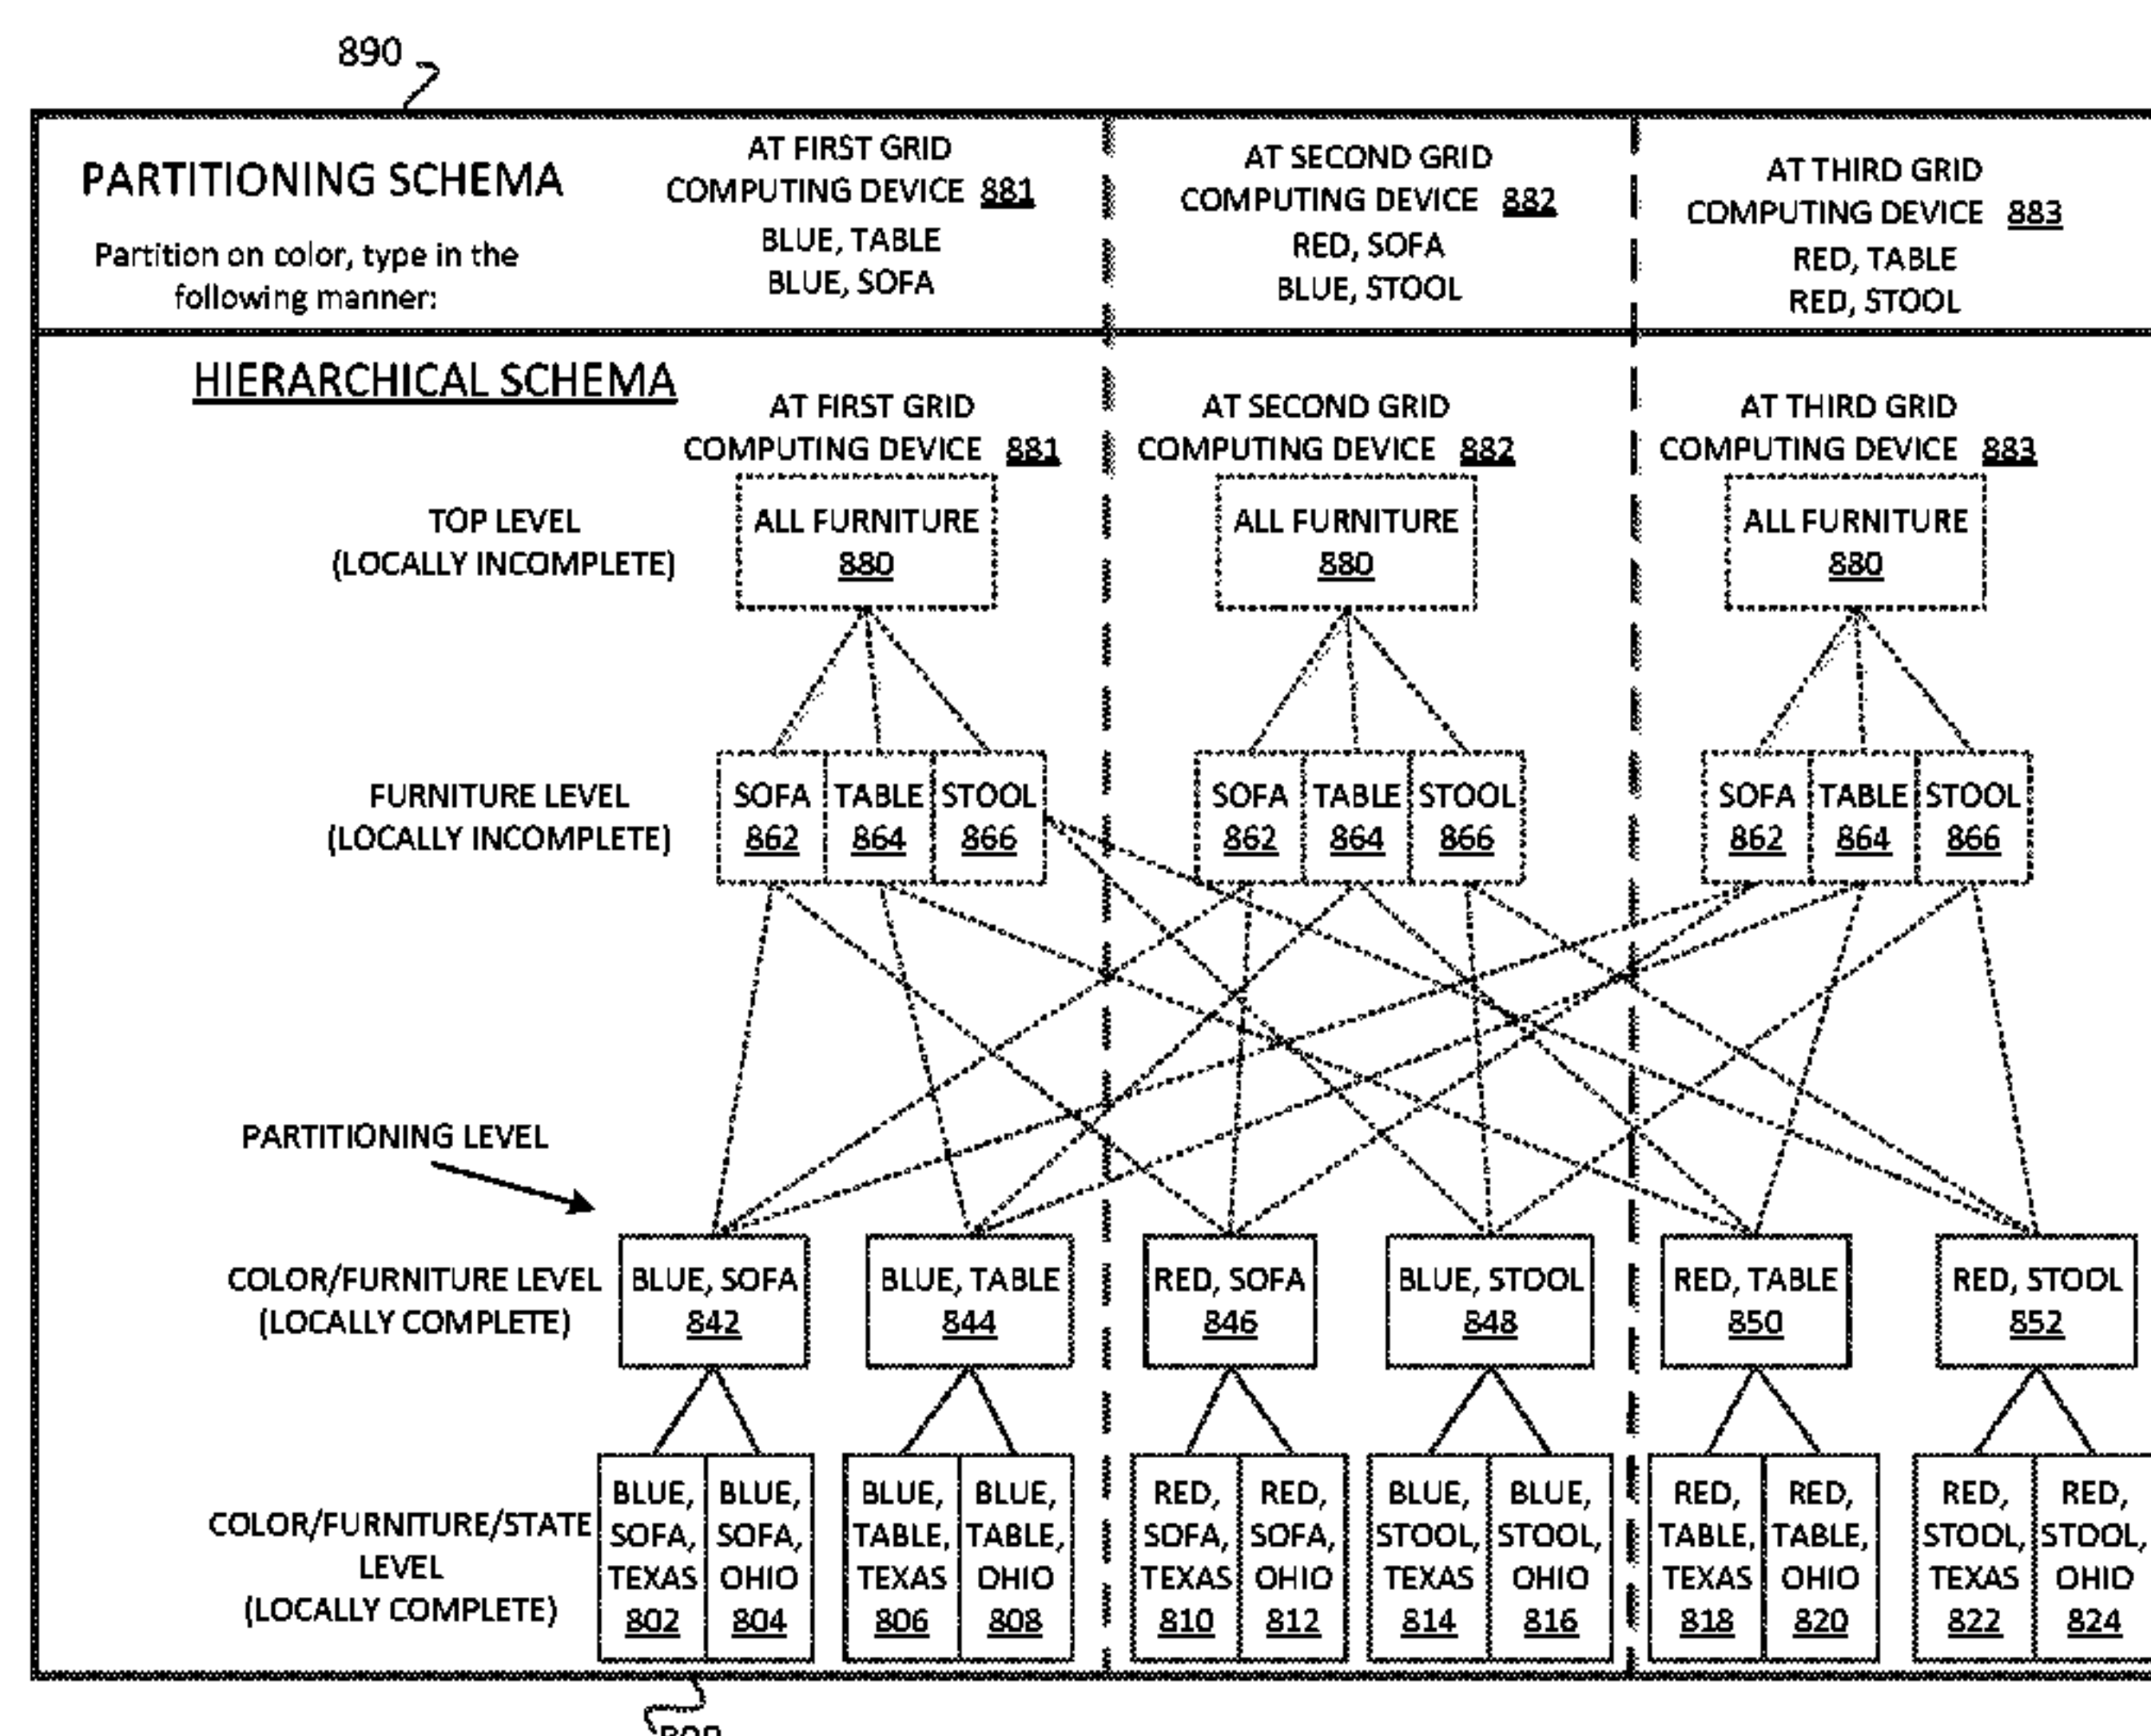 890
PARTITIONING SCHEMA
Partition on color, type in the
following manner:
AT FIRST GRID
COMPUTING DEVICE 881
BLUE, TABLE
BLUE, SOFA
AT SECOND GRID
COMPUTING DEVICE 882
RED, SOFA
BLUE, STOOL
AT THIRD GRID
COMPUTING DEVICE 883
RED, TABLE
RED, STOOL
HIERARCHICAL SCHEMA
AT FIRST GRID
COMPUTING DEVICE 881
AT SECOND GRID
COMPUTING DEVICE 882
AT THIRD GRID
COMPUTING DEVICE 883
TOP LEVEL
(LOCALLY INCOMPLETE)
ALL FURNITURE
880
ALL FURNITURE
880
ALL FURNITURE
880
FURNITURE LEVEL
(LOCALLY INCOMPLETE)
SOFA
862
TABLE
864
STOOL
866
SOFA
862
TABLE
864
STOOL
866
SOFA
862
TABLE
864
STOOL
866
PARTITIONING LEVEL
COLOR/FURNITURE LEVEL
(LOCALLY COMPLETE)
BLUE, SOFA
842
BLUE, TABLE
844
RED, SOFA
846
BLUE, STOOL
848
RED, TABLE
850
RED, STOOL
852
COLOR/FURNITURE/STATE
LEVEL
(LOCALLY COMPLETE)
BLUE,
SOFA,
TEXAS
802
BLUE,
SOFA,
OHIO
804
BLUE,
TABLE,
TEXAS
806
BLUE,
TABLE,
OHIO
808
RED,
SOFA,
TEXAS
810
RED,
SOFA,
OHIO
812
BLUE,
STOOL,
TEXAS
814
BLUE,
STOOL,
OHIO
816
RED,
TABLE,
TEXAS
818
RED,
TABLE,
OHIO
820
RED,
STOOL,
TEXAS
822
RED,
STOOL,
OHIO
824